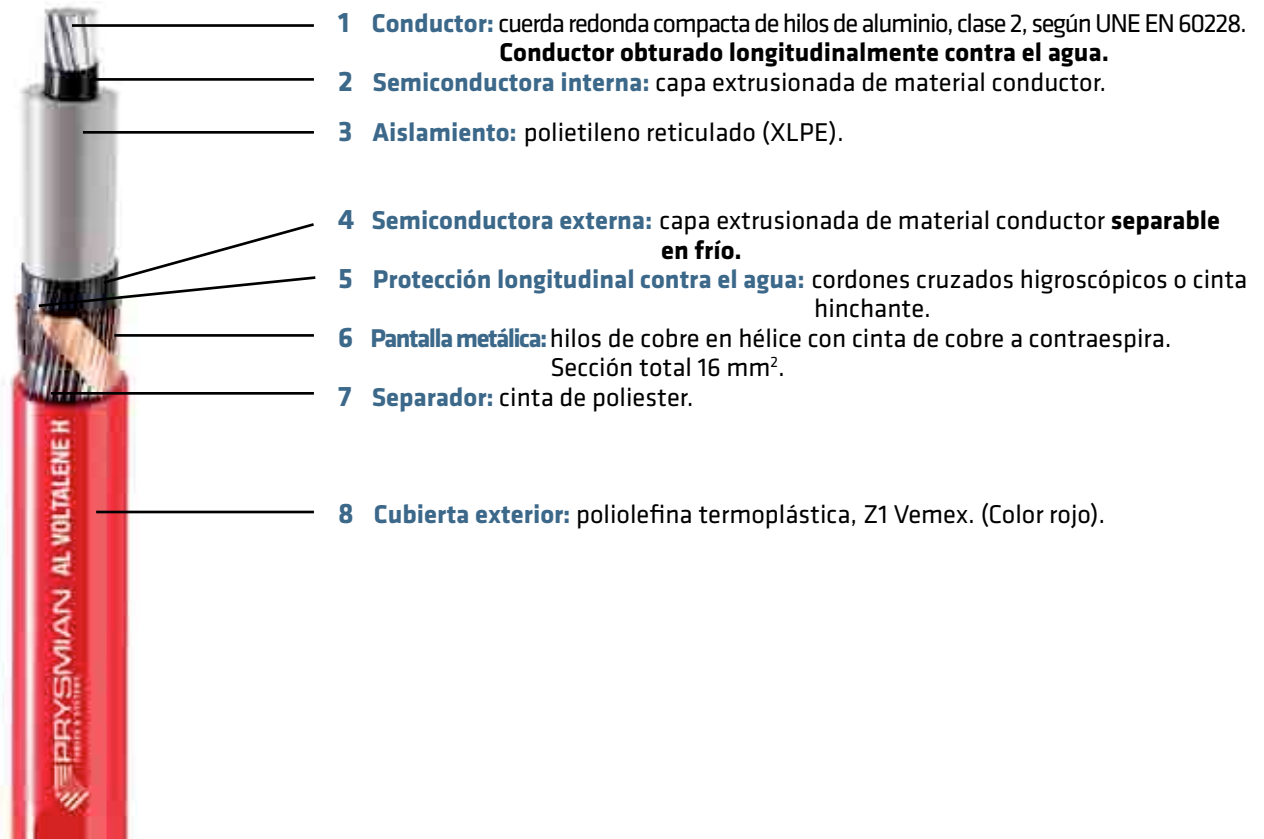 1 Conductor: cuerda redonda compacta de hilos de aluminio, clase 2, según UNE EN 60228.
Conductor obturado longitudinalmente contra el agua.
2 Semiconductora interna: capa extrusionada de material conductor.
3 Aislamiento: polietileno reticulado (XLPE).
4 Semiconductora externa: capa extrusionada de material conductor separable
en frío.
5 Protección longitudinal contra el agua: cordones cruzados higroscópicos o cinta
hinchante.
6 Pantalla metálica: hilos de cobre en hélice con cinta de cobre a contraespira.
Sección total 16 mm².
7 Separador: cinta de poliester.
8 Cubierta exterior: poliolefina termoplástica, Z1 Vemex. (Color rojo).
PRYSMIAN AL VOLTALENE H
CABLES & SYSTEMS